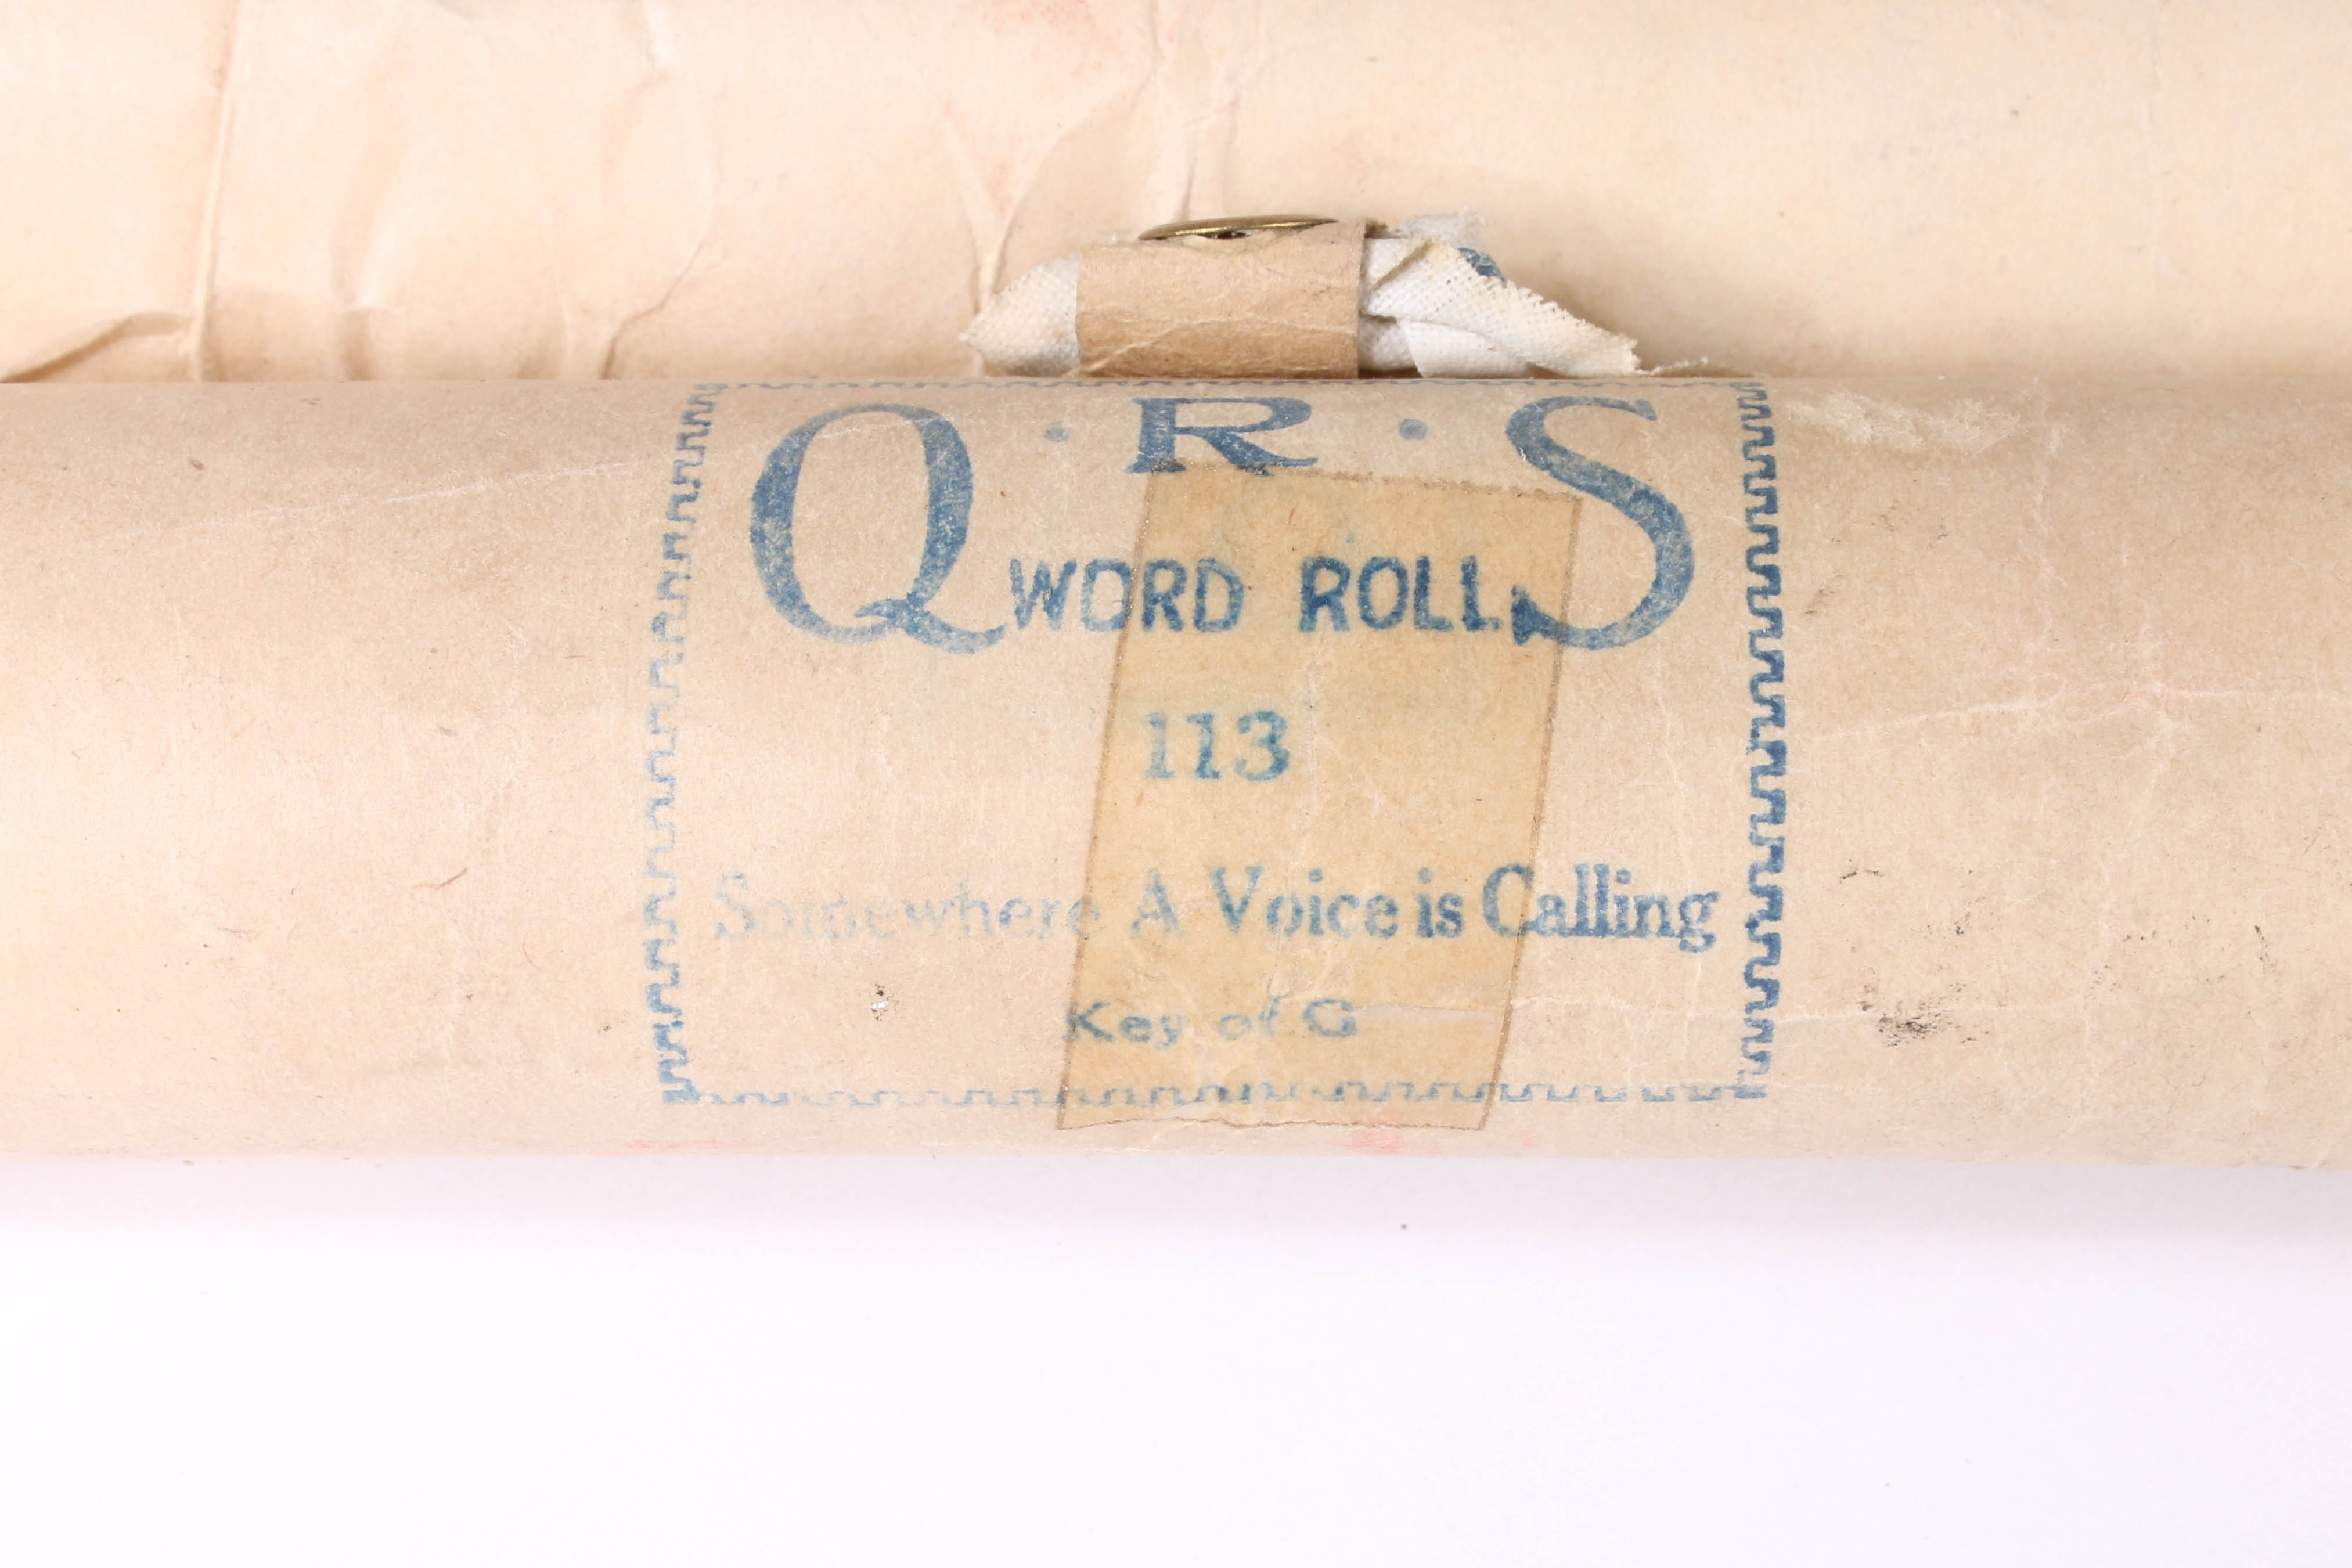 Q·R·S
WORD ROLL
113
Somewhere A Voice is Calling
Key of G